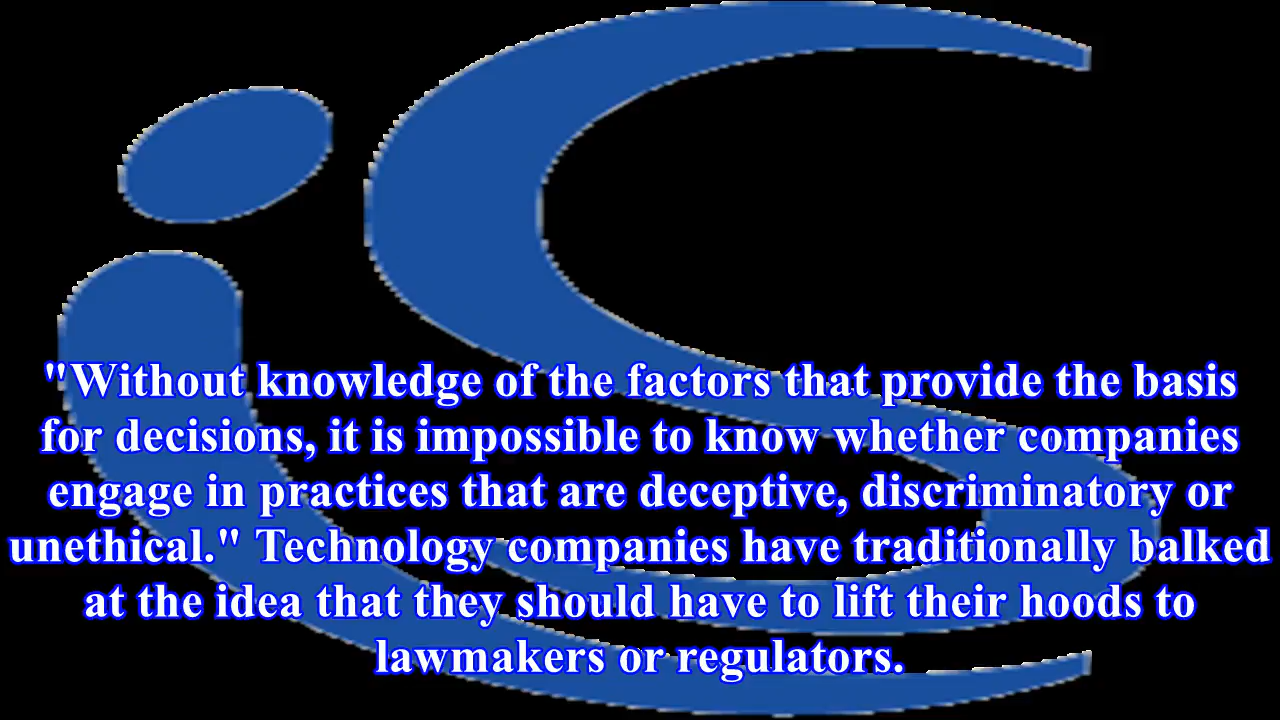 "Without knowledge of the factors that provide the basis
for decisions, it is impossible to know whether companies
engage in practices that are deceptive, discriminatory or
unethical." Technology companies have traditionally balked
at the idea that they should have to lift their hoods to
lawmakers or regulators.